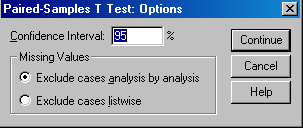 Paired-Samples T Test: Options
Confidence Interval: 95 %
Continue
Missing Values
Cancel
Exclude cases analysis by analysis
Help
Exclude cases listwise